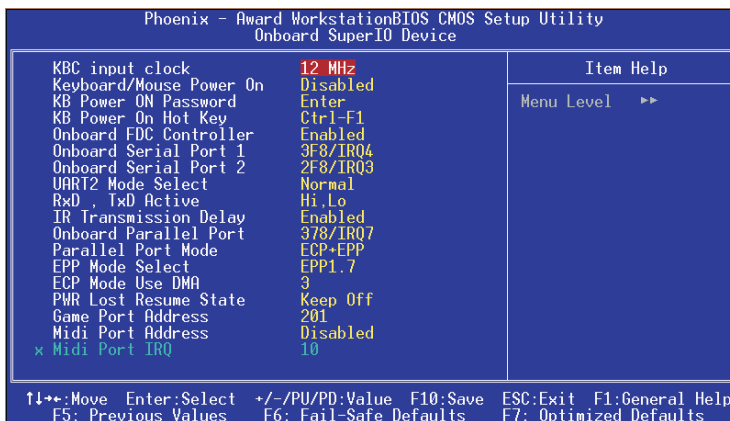 Phoenix - Award WorkstationBIOS CMOS Setup Utility
Onboard SuperIO Device
KBC input clock 12 MHz
Keyboard/Mouse Power On Disabled
KB Power ON Password Enter
KB Power On Hot Key Ctrl-F1
Onboard FDC Controller Enabled
Onboard Serial Port 1 3F8/IRQ4
Onboard Serial Port 2 2F8/IRQ3
UART2 Mode Select Normal
RxD , TxD Active Hi,Lo
IR Transmission Delay Enabled
Onboard Parallel Port 378/IRQ7
Parallel Port Mode ECP+EPP
EPP Mode Select EPP1.7
ECP Mode Use DMA 3
PWR Lost Resume State Keep Off
Game Port Address 201
Midi Port Address Disabled
x Midi Port IRQ 10
Item Help
Menu Level ►►
↑↓→←:Move Enter:Select +/-/PU/PD:Value F10:Save ESC:Exit F1:General Help
F5: Previous Values F6: Fail-Safe Defaults F7: Optimized Defaults